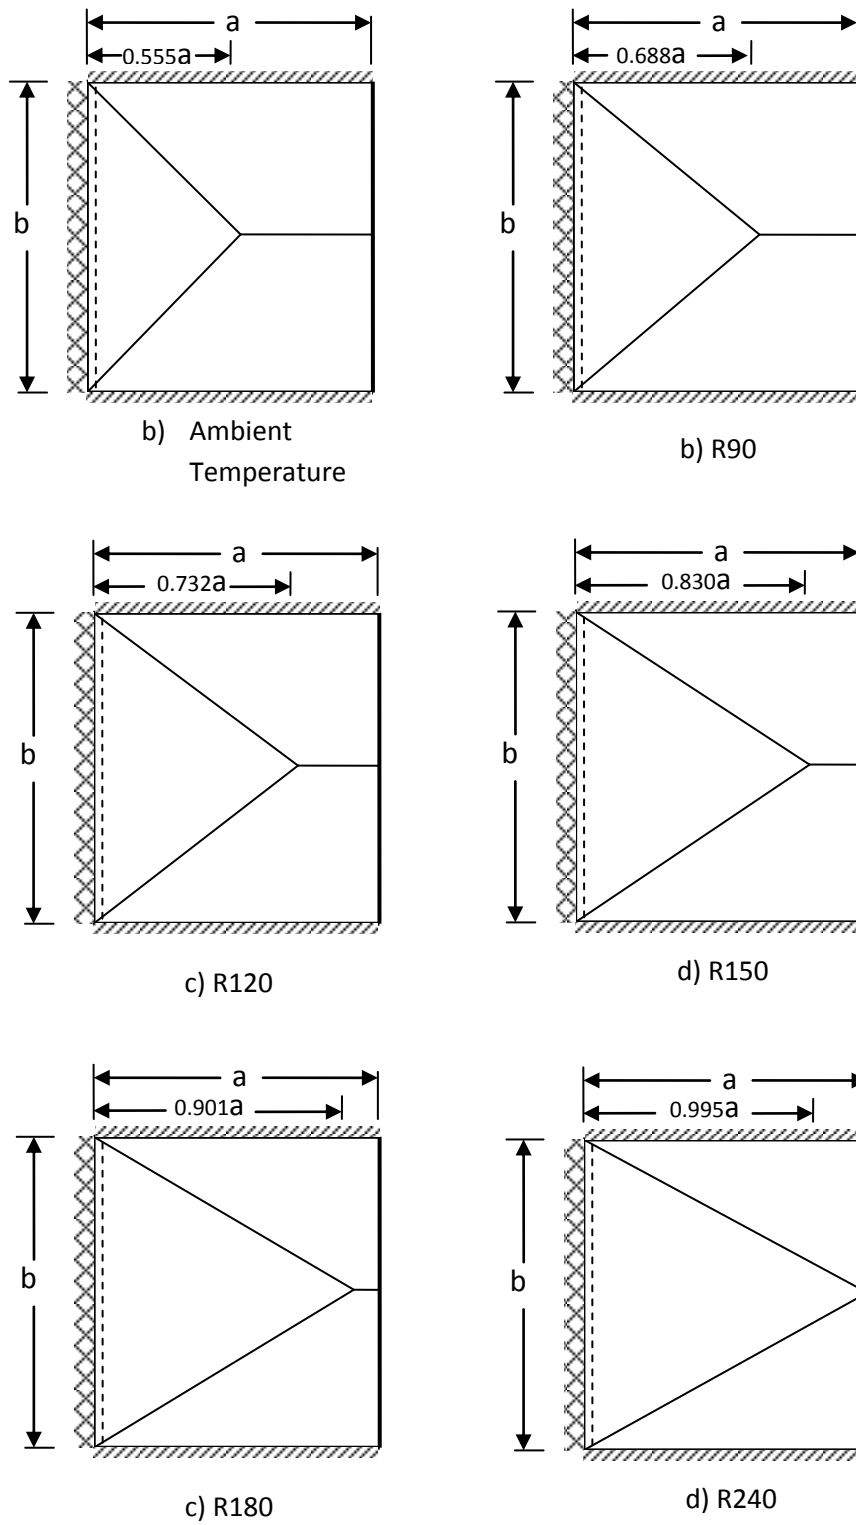 a
0.555a
b
b) Ambient
Temperature
a
0.688a
b
b) R90
a
0.732a
b
c) R120
a
0.830a
b
d) R150
a
0.901a
b
c) R180
a
0.995a
b
d) R240